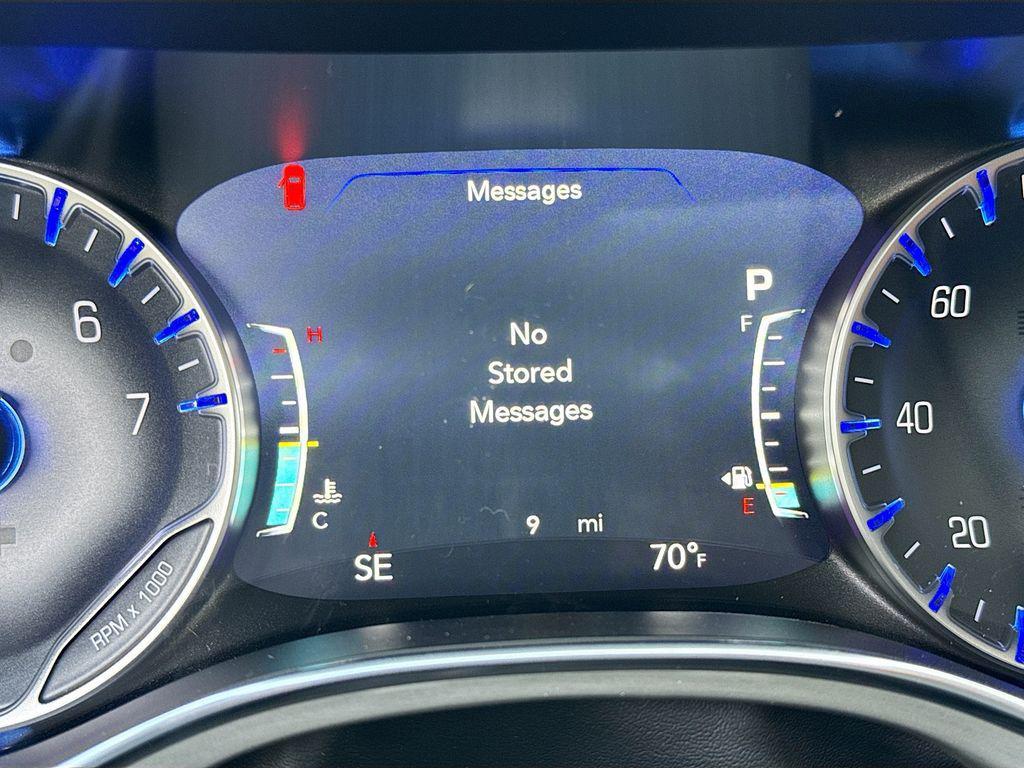 Messages
P
F
H
No
Stored
Messages
E
C
9 mi
SE
70°F
6
7
RPM x 1000
60
40
20